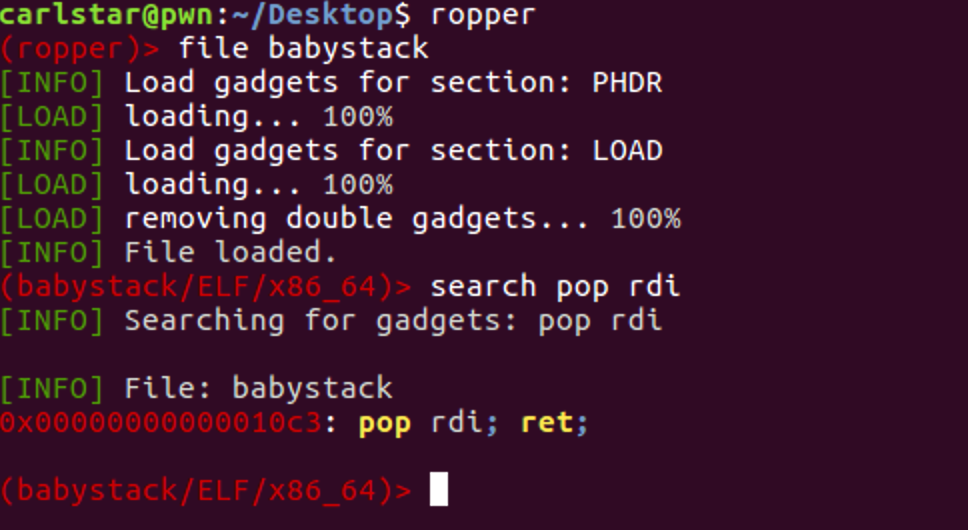 carlstar@pwn:~/Desktop$ ropper
(ropper)> file babystack
[INFO] Load gadgets for section: PHDR
[LOAD] loading... 100%
[INFO] Load gadgets for section: LOAD
[LOAD] loading... 100%
[LOAD] removing double gadgets... 100%
[INFO] File loaded.
(babystack/ELF/x86_64)> search pop rdi
[INFO] Searching for gadgets: pop rdi
[INFO] File: babystack
0x00000000000010c3: pop rdi; ret;
(babystack/ELF/x86_64)>